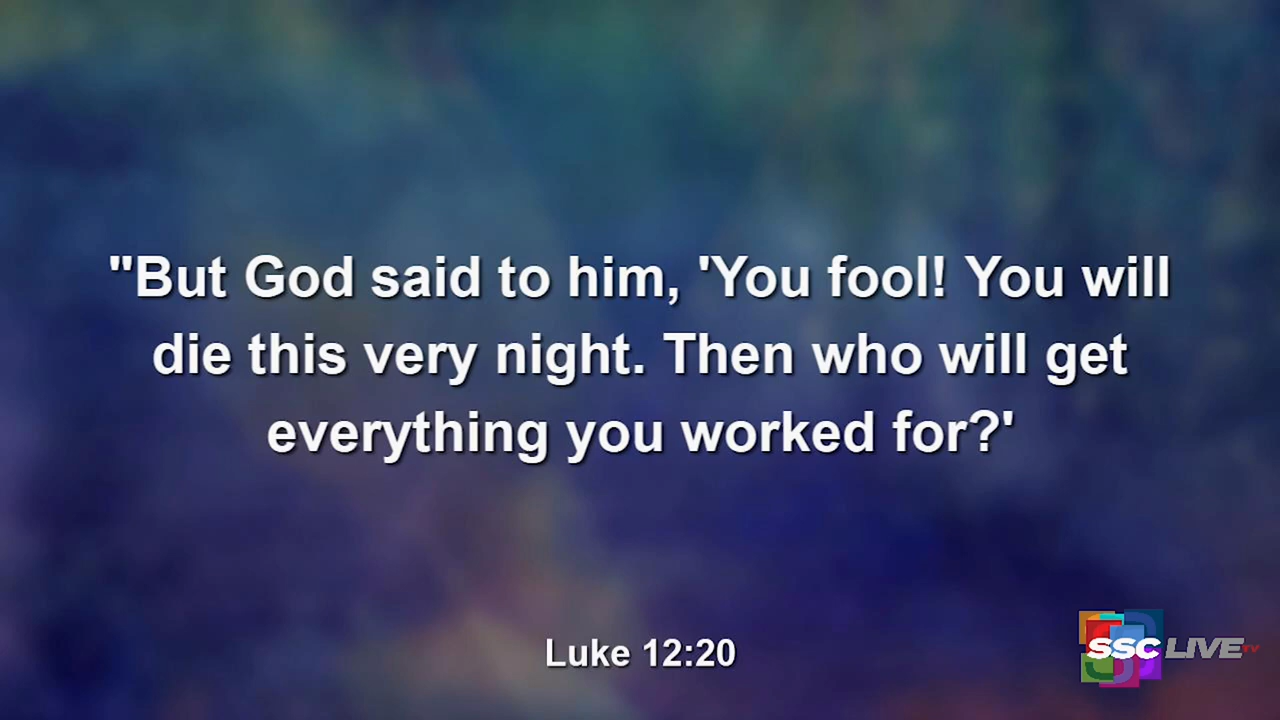 "But God said to him, 'You fool! You will
die this very night. Then who will get
everything you worked for?'
Luke 12:20
SSC LIVE TV